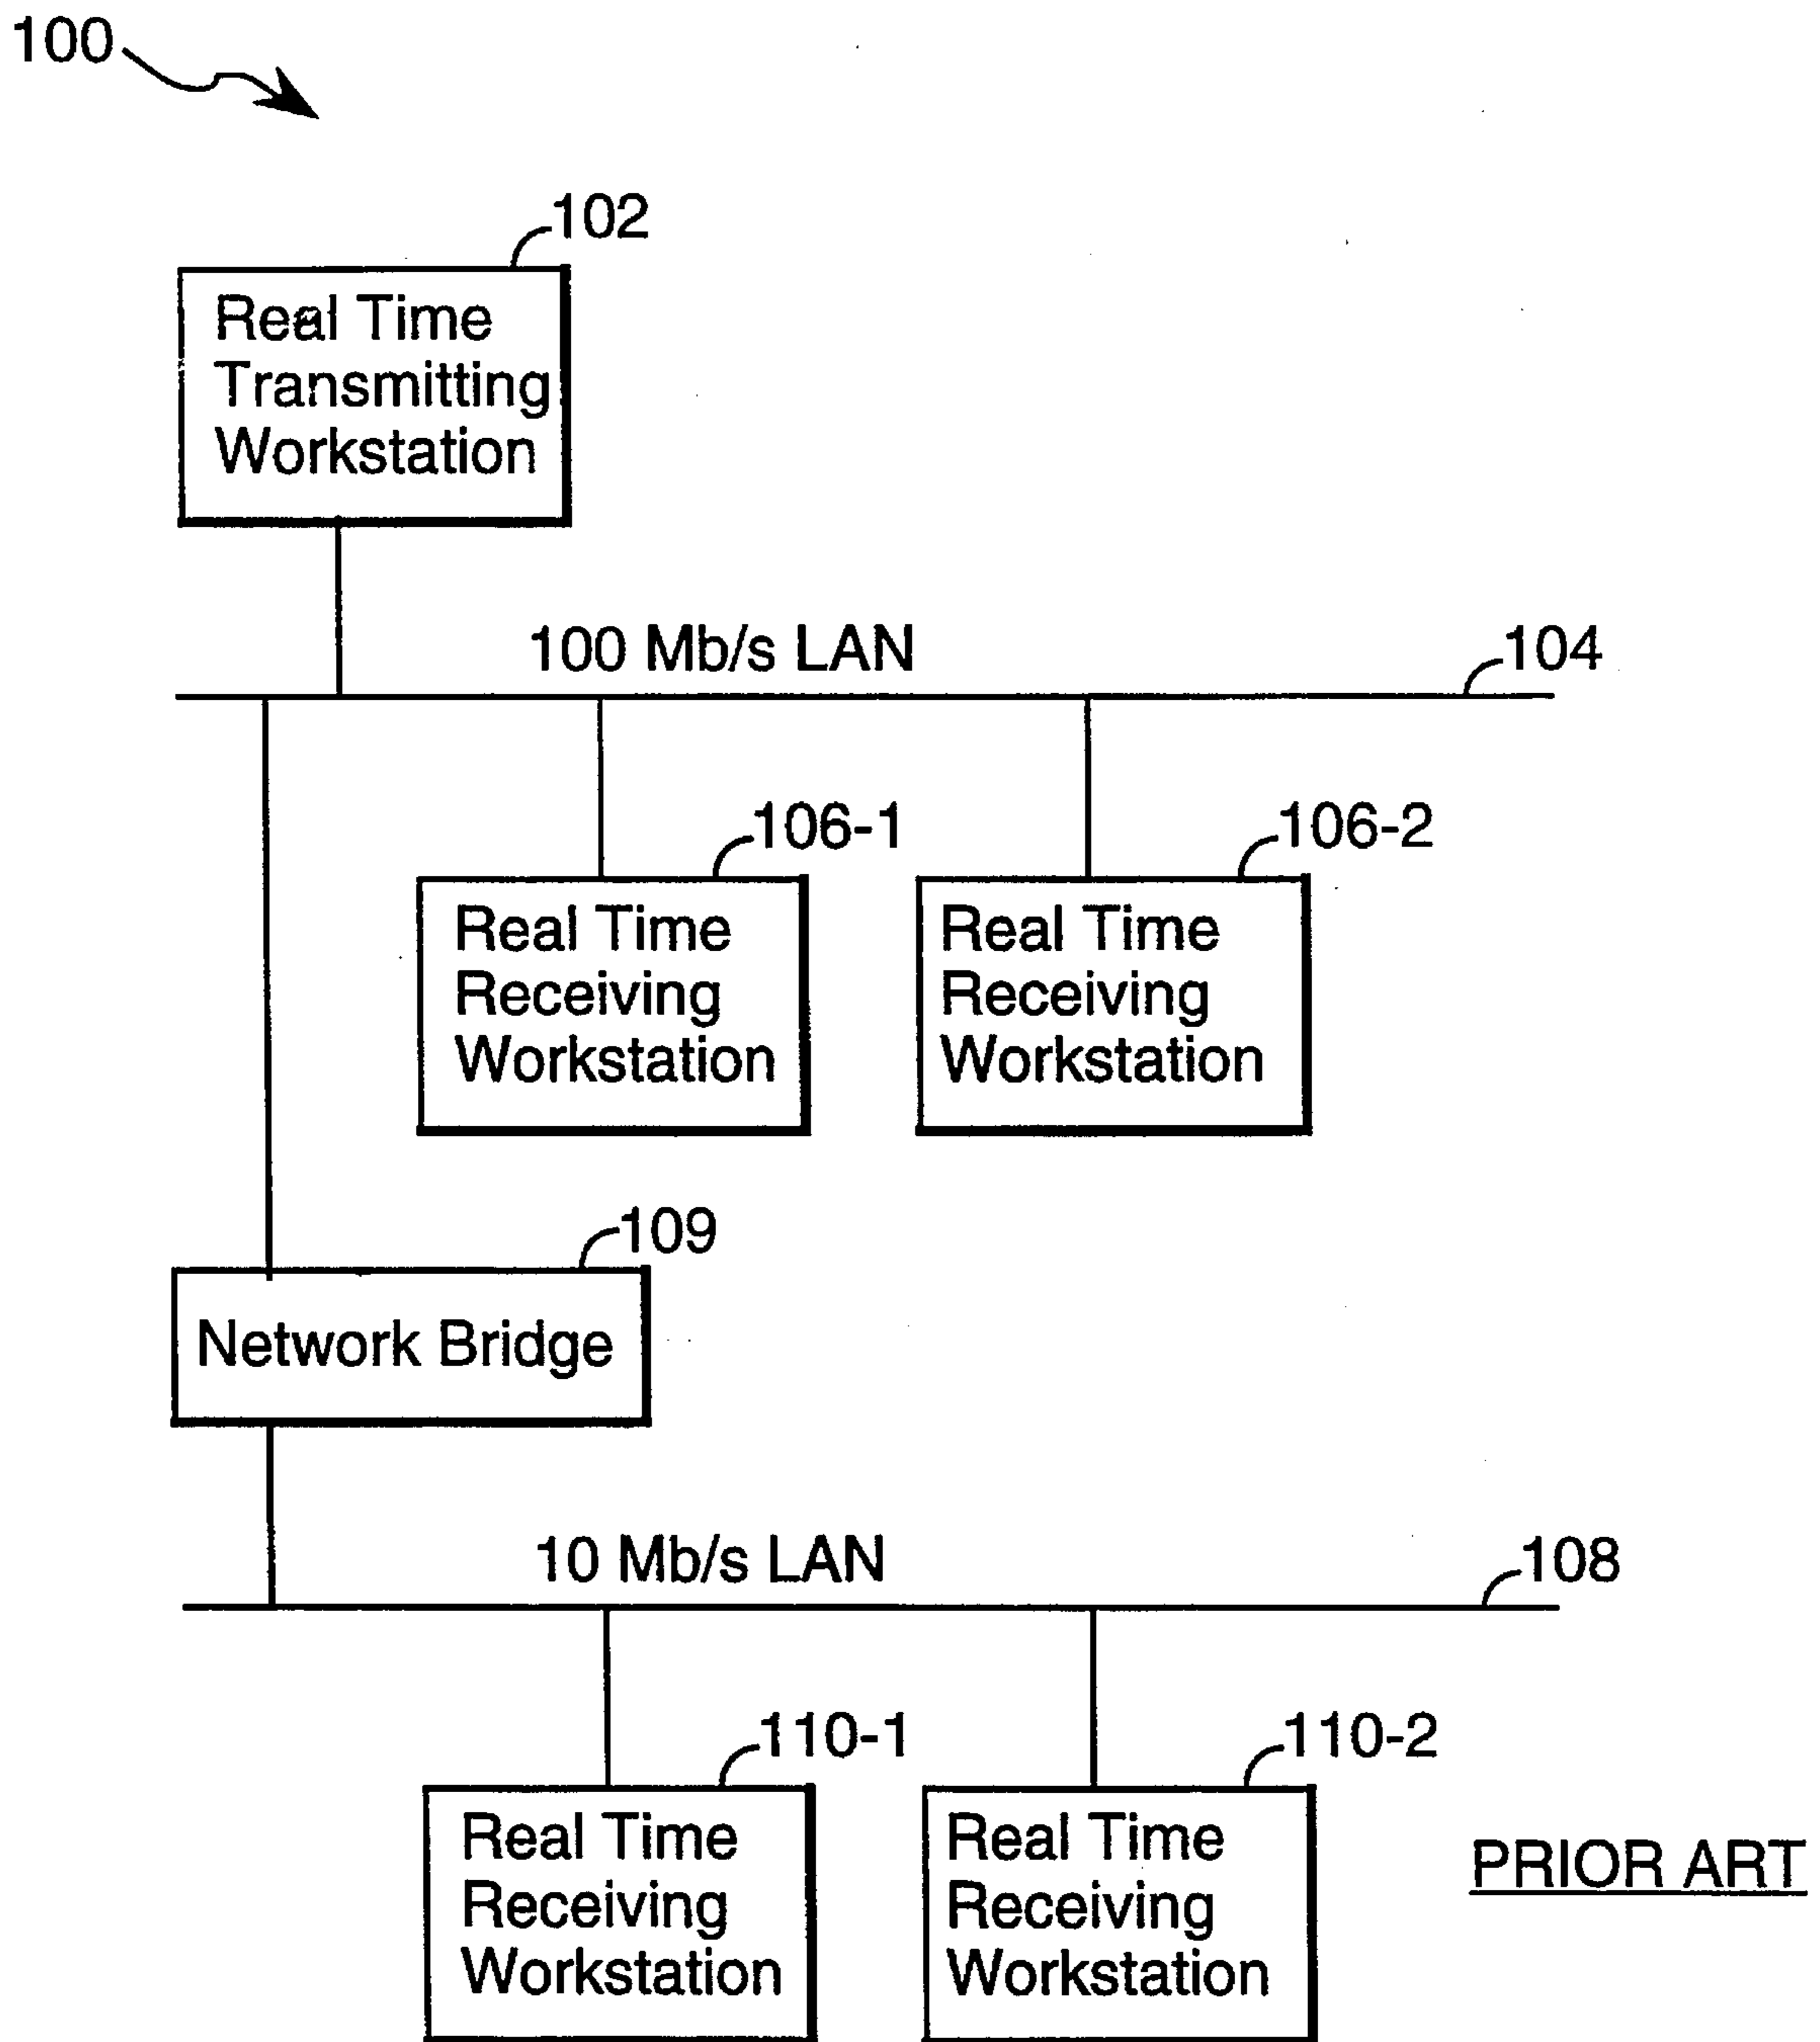 100
102
Real Time
Transmitting
Workstation
100 Mb/s LAN
104
106-1
106-2
Real Time
Receiving
Workstation
Real Time
Receiving
Workstation
109
Network Bridge
10 Mb/s LAN
108
110-1
110-2
Real Time
Receiving
Workstation
Real Time
Receiving
Workstation
PRIOR ART